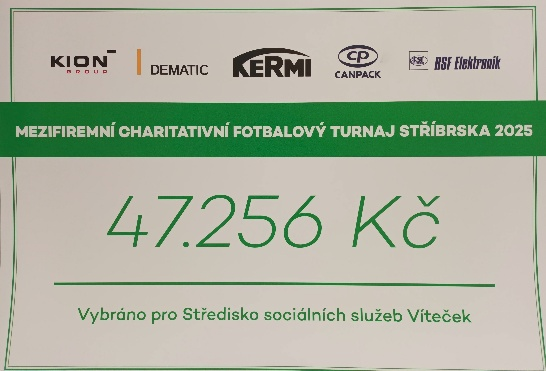 KION GROUP
DEMATIC
KERMI
CP CANPACK
BSF Elektronik
MEZIFIREMNÍ CHARITATIVNÍ FOTBALOVÝ TURNAJ STŘÍBRSKA 2025
47.256 Kč
Vybráno pro Středisko sociálních služeb Víteček